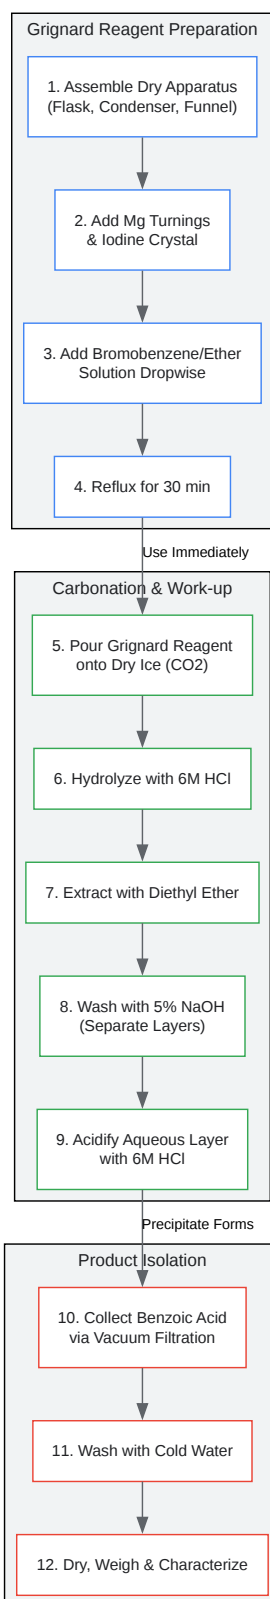 Grignard Reagent Preparation
1. Assemble Dry Apparatus
(Flask, Condenser, Funnel)
2. Add Mg Turnings
& Iodine Crystal
3. Add Bromobenzene/Ether
Solution Dropwise
4. Reflux for 30 min
Use Immediately
Carbonation & Work-up
5. Pour Grignard Reagent
onto Dry Ice (CO2)
6. Hydrolyze with 6M HCl
7. Extract with Diethyl Ether
8. Wash with 5% NaOH
(Separate Layers)
9. Acidify Aqueous Layer
with 6M HCl
Precipitate Forms
Product Isolation
10. Collect Benzoic Acid
via Vacuum Filtration
11. Wash with Cold Water
12. Dry, Weigh & Characterize